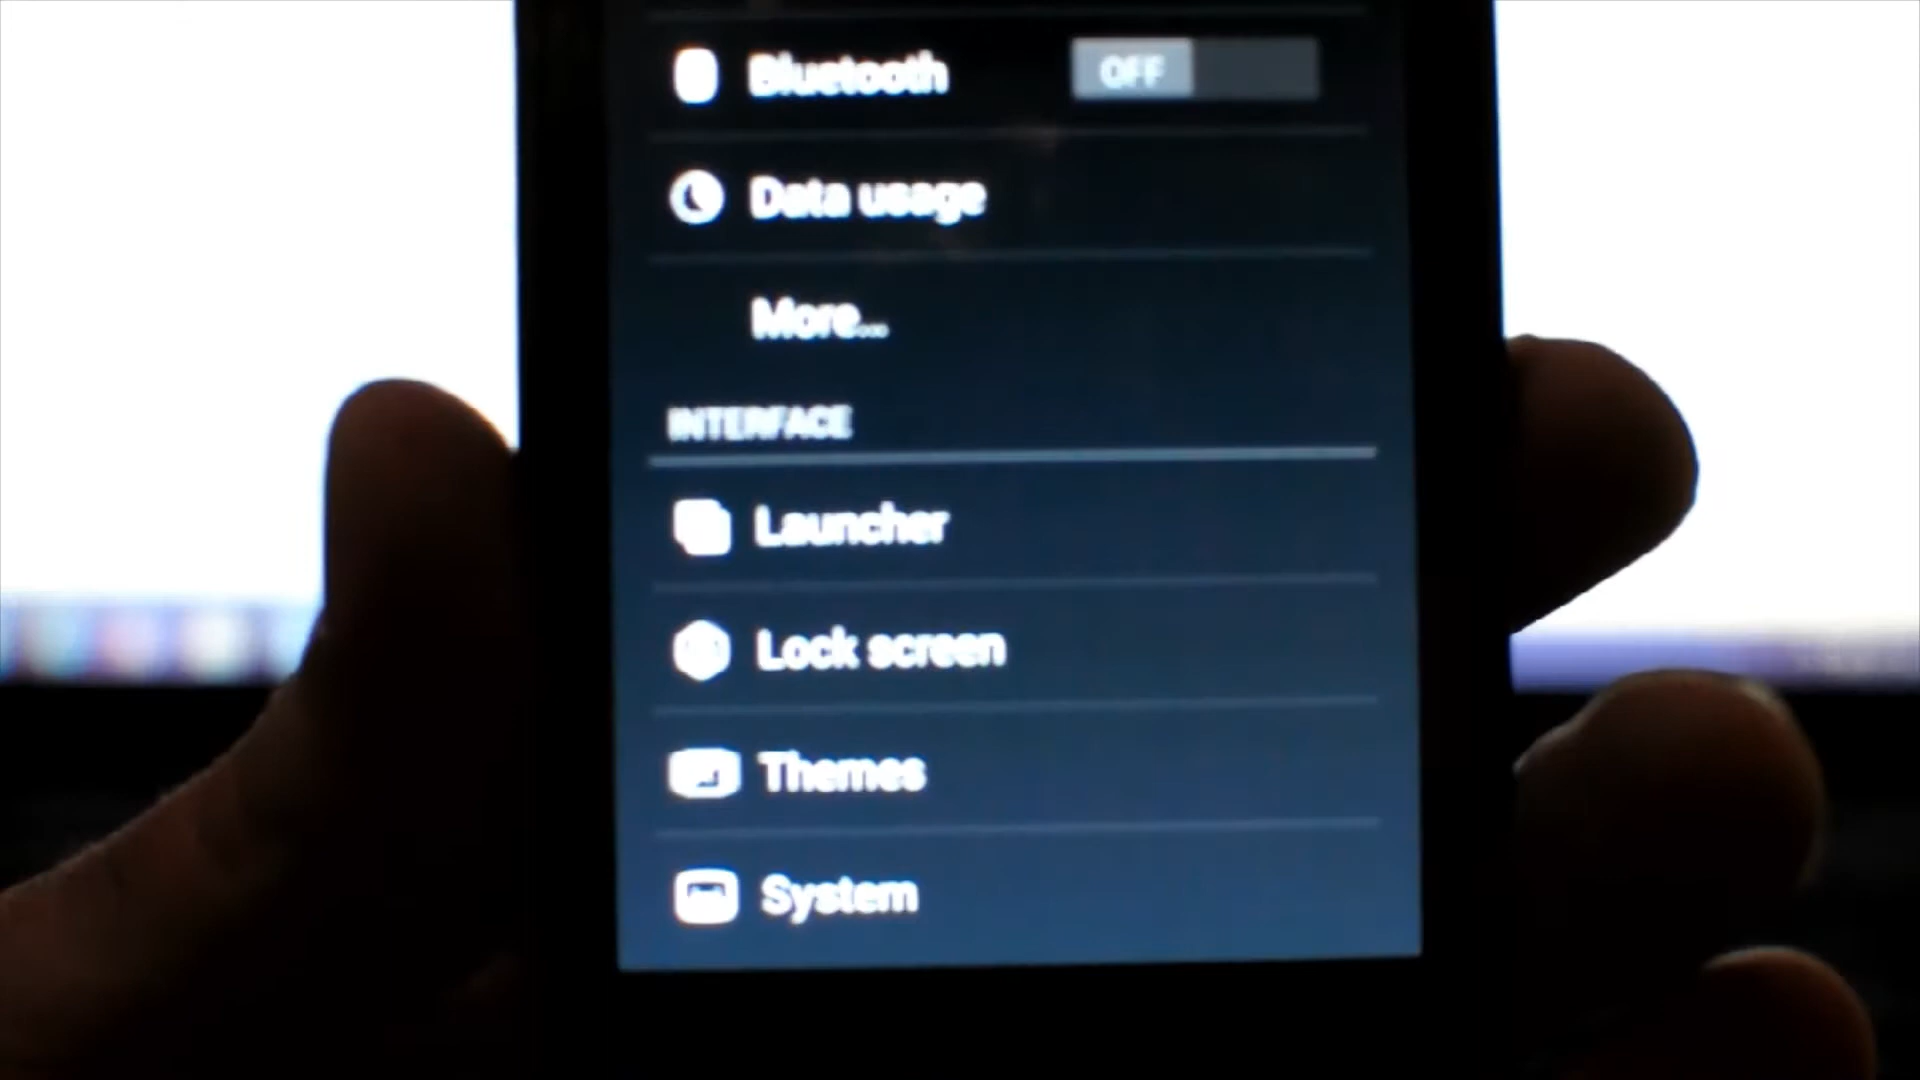 Bluetooth OFF
Data usage
More...
INTERFACE
Launcher
Lock screen
Themes
System